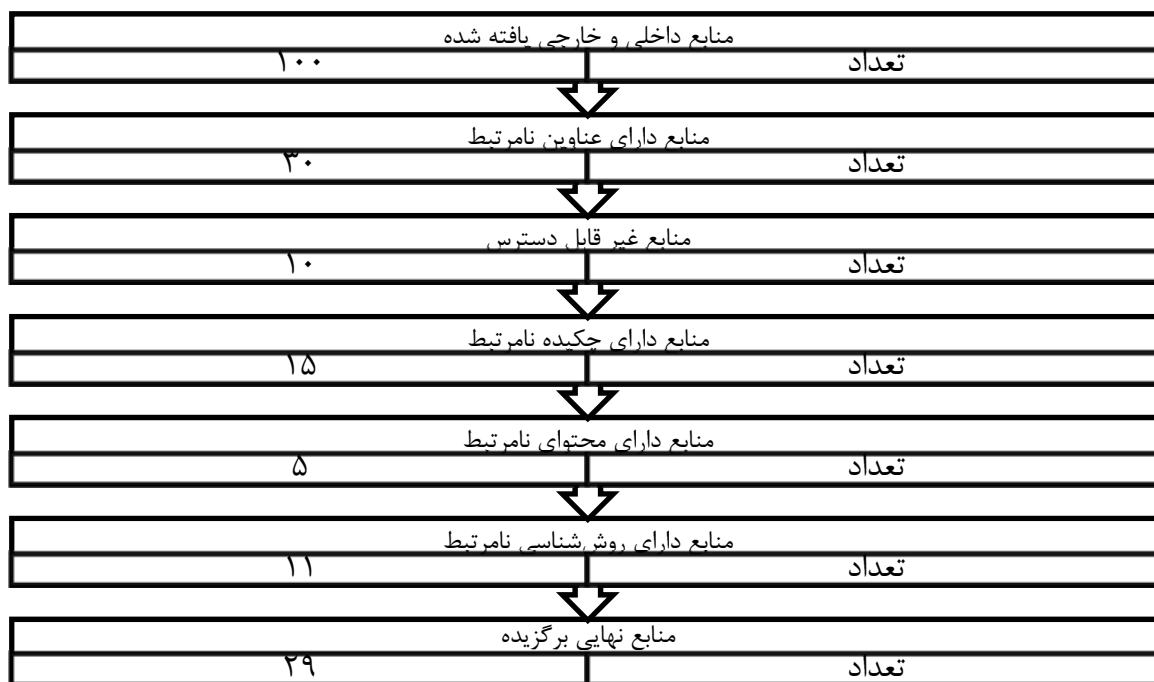 منابع داخلی و خارجی یافته شده
تعداد ۱۰۰
منابع دارای عناوین نامرتبط
تعداد ۳۰
منابع غیر قابل دسترس
تعداد ۱۰
منابع دارای چکیده نامرتبط
تعداد ۱۵
منابع دارای محتوای نامرتبط
تعداد ۵
منابع دارای روش‌شناسی نامرتبط
تعداد ۱۱
منابع نهایی برگزیده
تعداد ۲۹